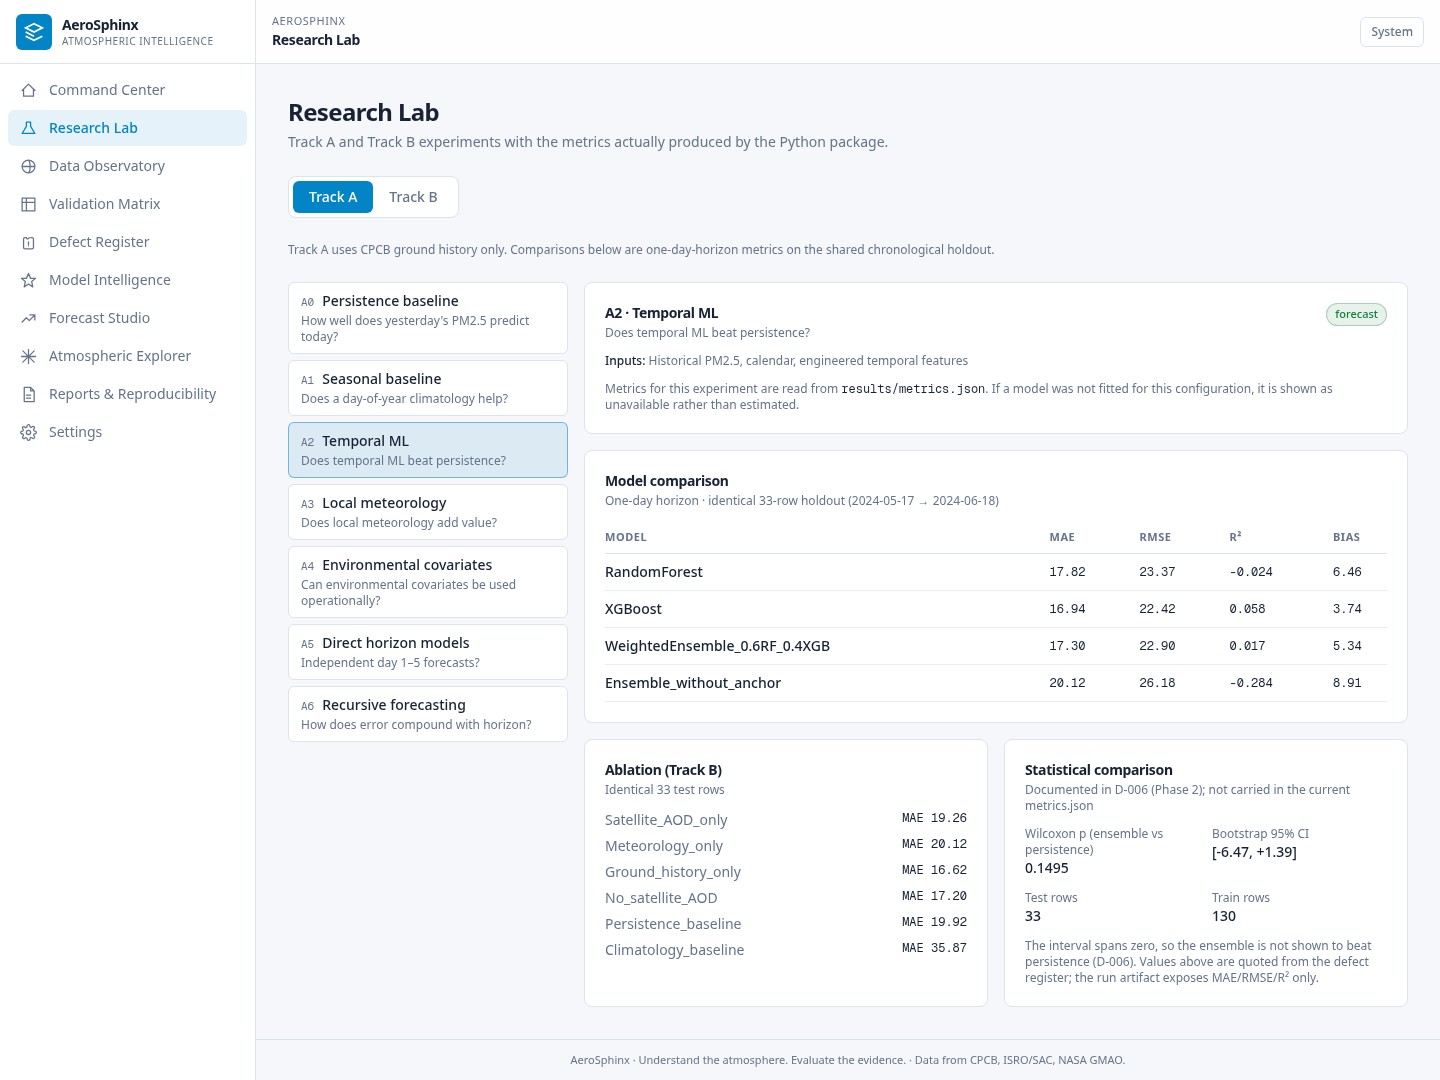 AeroSphinx
ATMOSPHERIC INTELLIGENCE
Command Center
Research Lab
Data Observatory
Validation Matrix
Defect Register
Model Intelligence
Forecast Studio
Atmospheric Explorer
Reports & Reproducibility
Settings
AEROSPHINX
Research Lab
System
Research Lab
Track A and Track B experiments with the metrics actually produced by the Python package.
Track A
Track B
Track A uses CPCB ground history only. Comparisons below are one-day-horizon metrics on the shared chronological holdout.
A0 Persistence baseline
How well does yesterday's PM2.5 predict
today?
A1 Seasonal baseline
Does a day-of-year climatology help?
A2 Temporal ML
Does temporal ML beat persistence?
A3 Local meteorology
Does local meteorology add value?
A4 Environmental covariates
Can environmental covariates be used
operationally?
A5 Direct horizon models
Independent day 1–5 forecasts?
A6 Recursive forecasting
How does error compound with horizon?
A2 · Temporal ML
forecast
Does temporal ML beat persistence?
Inputs: Historical PM2.5, calendar, engineered temporal features
Metrics for this experiment are read from results/metrics.json. If a model was not fitted for this configuration, it is shown as
unavailable rather than estimated.
Model comparison
One-day horizon · identical 33-row holdout (2024-05-17 → 2024-06-18)
MODEL MAE RMSE R² BIAS
RandomForest 17.82 23.37 -0.024 6.46
XGBoost 16.94 22.42 0.058 3.74
WeightedEnsemble_0.6RF_0.4XGB 17.30 22.90 0.017 5.34
Ensemble_without_anchor 20.12 26.18 -0.284 8.91
Ablation (Track B)
Identical 33 test rows
Satellite_AOD_only MAE 19.26
Meteorology_only MAE 20.12
Ground_history_only MAE 16.62
No_satellite_AOD MAE 17.20
Persistence_baseline MAE 19.92
Climatology_baseline MAE 35.87
Statistical comparison
Documented in D-006 (Phase 2); not carried in the current
metrics.json
Wilcoxon p (ensemble vs
persistence)
0.1495
Bootstrap 95% CI
[-6.47, +1.39]
Test rows
33
Train rows
130
The interval spans zero, so the ensemble is not shown to beat
persistence (D-006). Values above are quoted from the defect
register; the run artifact exposes MAE/RMSE/R² only.
AeroSphinx · Understand the atmosphere. Evaluate the evidence. · Data from CPCB, ISRO/SAC, NASA GMAO.